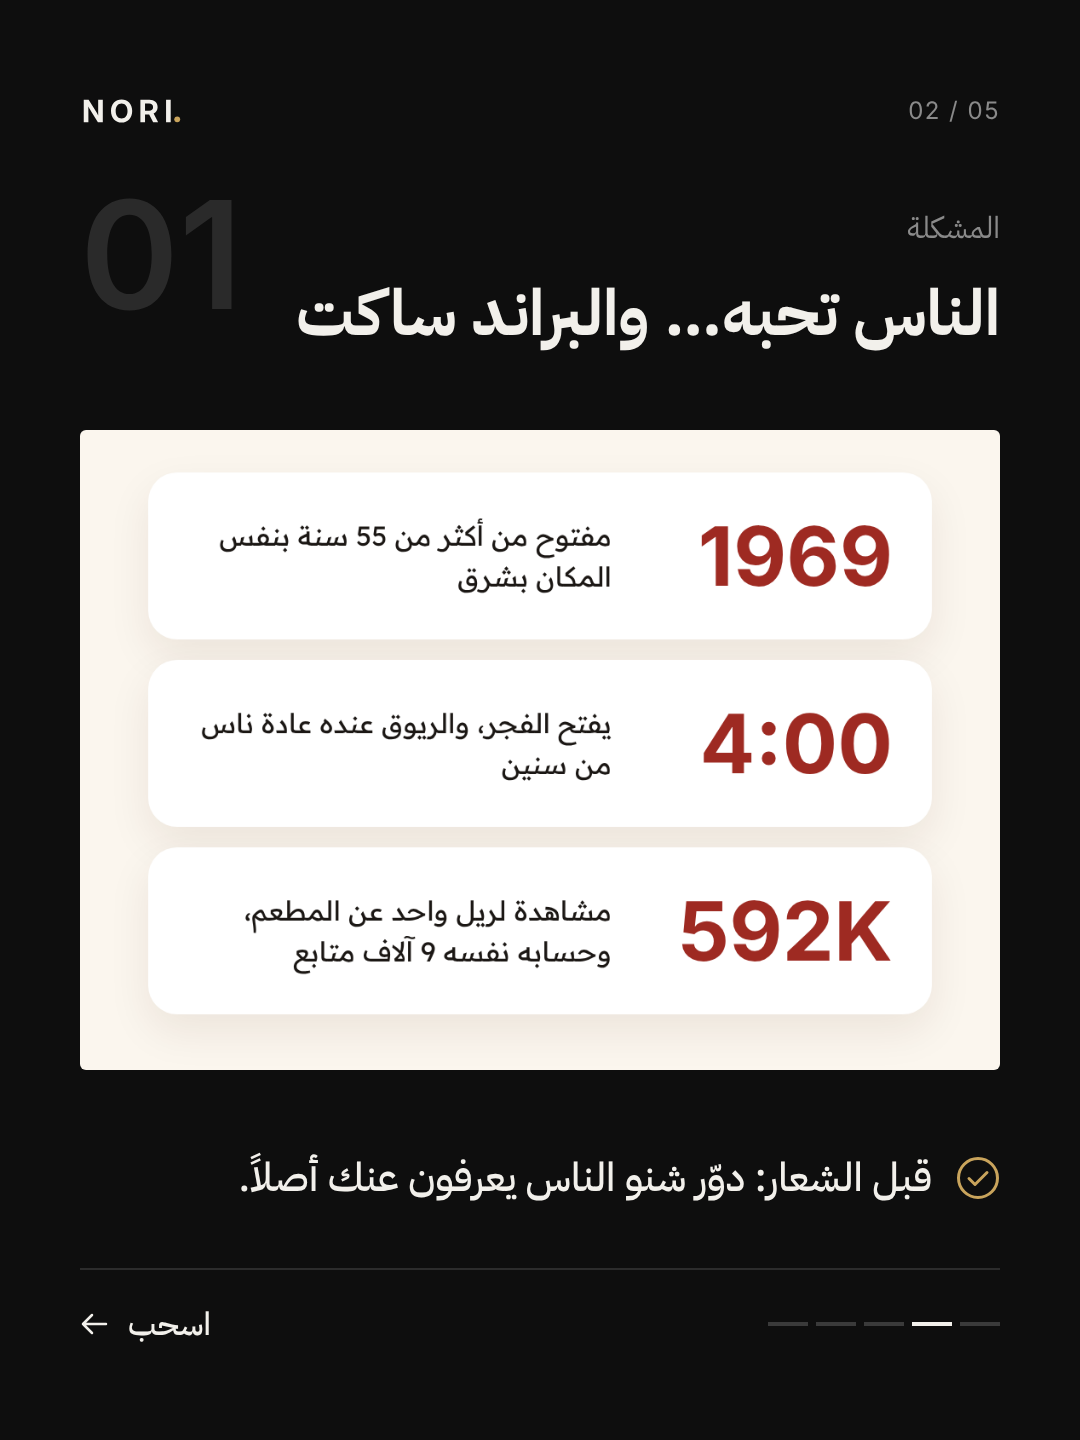 NORI.
02 / 05
01
المشكلة
الناس تحبه... والبراند ساكت
1969
مفتوح من أكثر من 55 سنة بنفس
المكان بشرق
4:00
يفتح الفجر، والريوق عنده عادة ناس
من سنين
592K
مشاهدة لريل واحد عن المطعم،
وحسابه نفسه 9 آلاف متابع
قبل الشعار: دوّر شنو الناس يعرفون عنك أصلاً.
اسحب